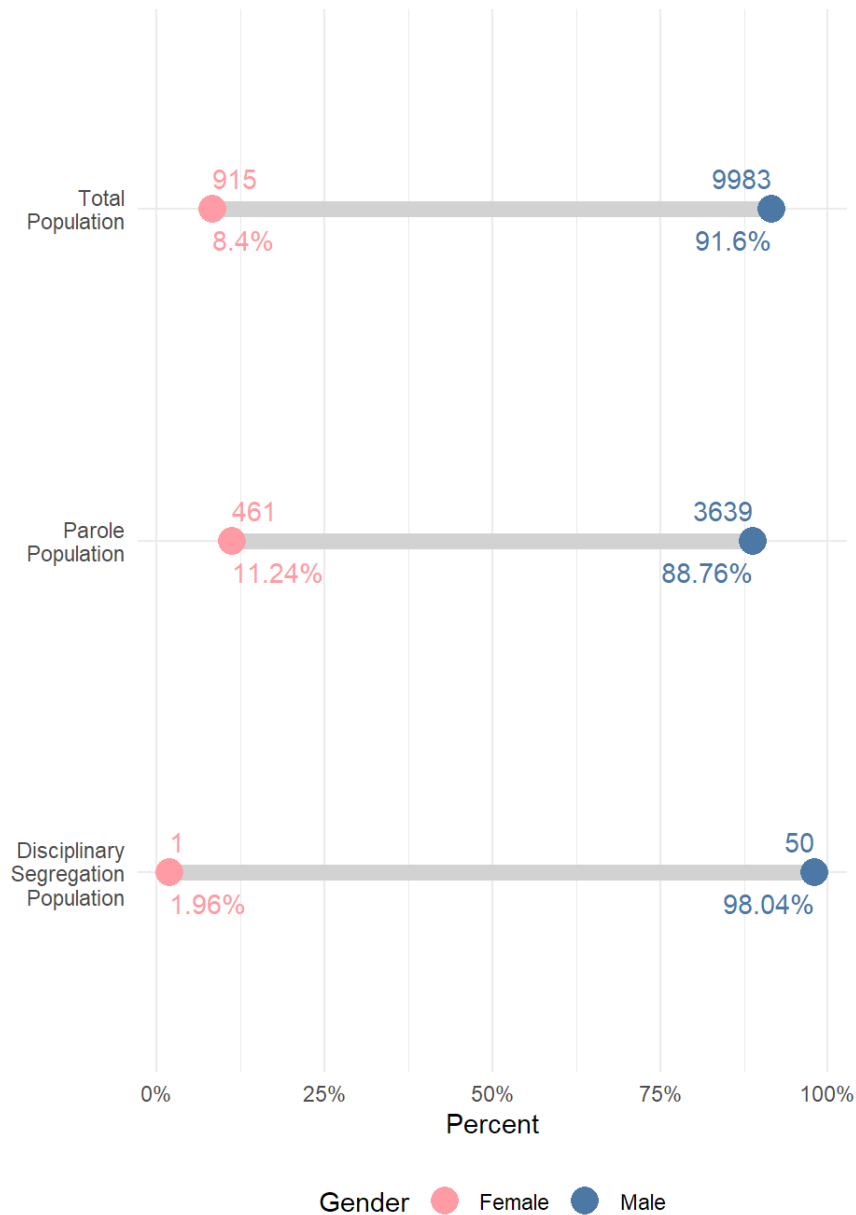 915
9983
Total
Population
8.4%
91.6%
461
3639
Parole
Population
11.24%
88.76%
1
50
Disciplinary
Segregation
Population
1.96%
98.04%
0%
25%
50%
75%
100%
Percent
Gender
Female
Male